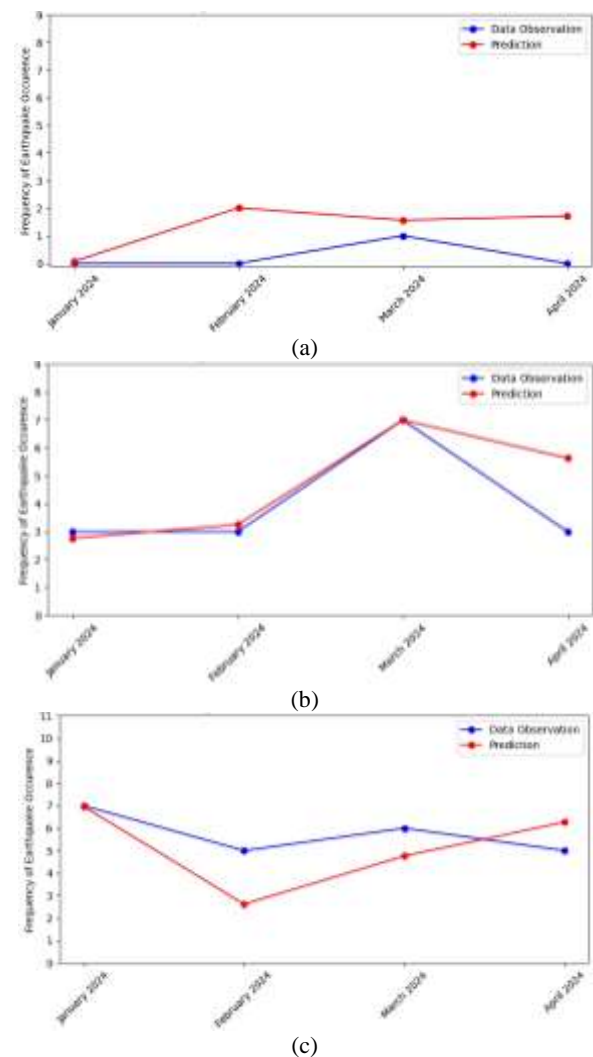 9
8
7
6
5
4
3
2
1
0
Frequency of Earthquake Occurence
Data Observation
Prediction
January 2024
February 2024
March 2024
April 2024
(a)
9
8
7
6
5
4
3
2
1
0
Frequency of Earthquake Occurence
Data Observation
Prediction
January 2024
February 2024
March 2024
April 2024
(b)
11
10
9
8
7
6
5
4
3
2
1
0
Frequency of Earthquake Occurence
Data Observation
Prediction
January 2024
February 2024
March 2024
April 2024
(c)